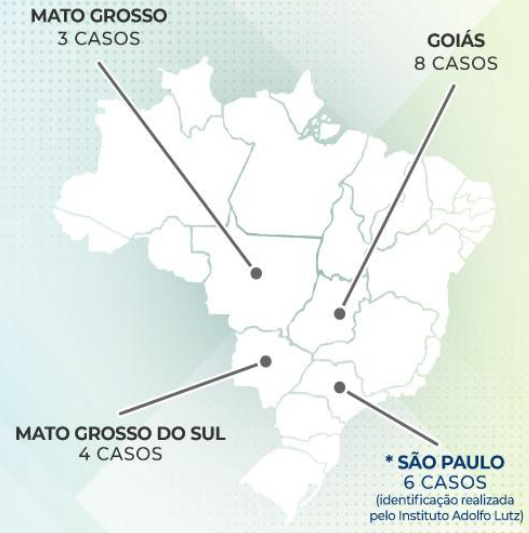 MATO GROSSO
3 CASOS
GOIÁS
8 CASOS
MATO GROSSO DO SUL
4 CASOS
* SÃO PAULO
6 CASOS
(identificação realizada
pelo Instituto Adolfo Lutz)